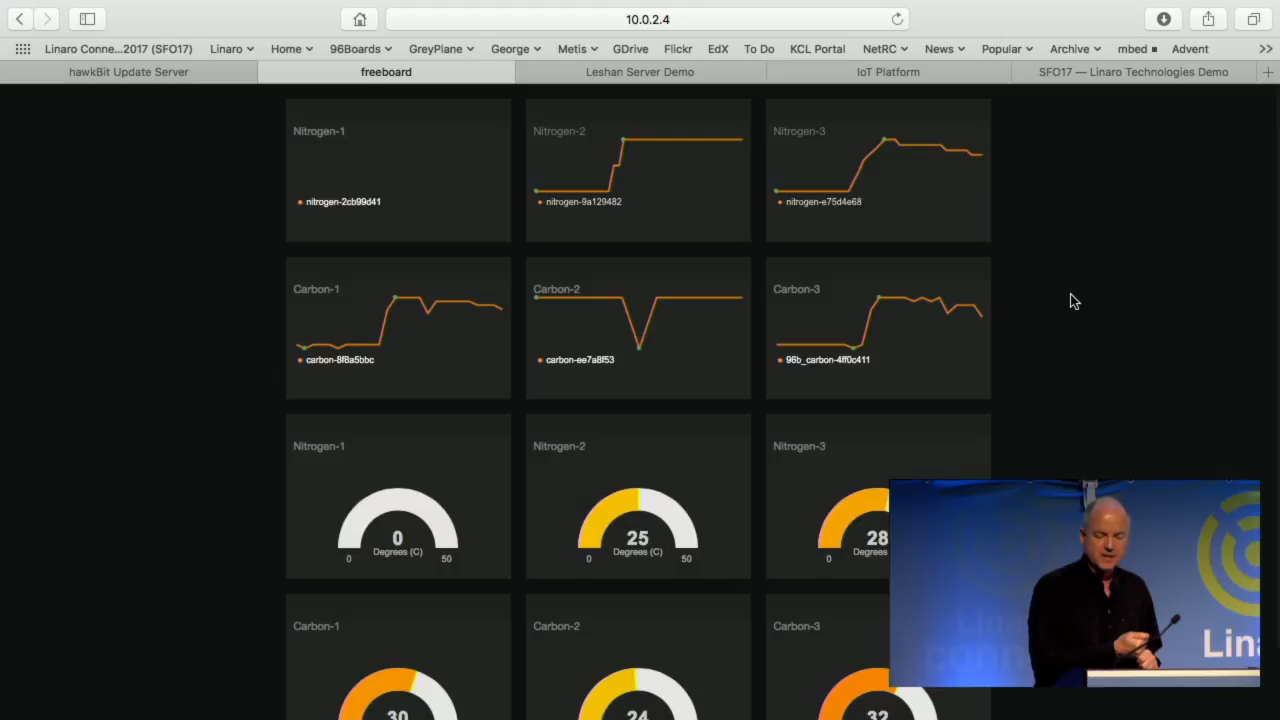 10.0.2.4
Linaro Conne...2017 (SFO17) Linaro Home 96Boards GreyPlane George Metis GDrive Flickr EdX To Do KCL Portal NetRC News Popular Archive mbed Advent >>
hawkBit Update Server freeboard Leshan Server Demo IoT Platform SFO17 — Linaro Technologies Demo +
Nitrogen-1 Nitrogen-2 Nitrogen-3
nitrogen-2cb99d41 nitrogen-9a129482 nitrogen-e75d4e68
Carbon-1 Carbon-2 Carbon-3
carbon-8f8a5bbc carbon-ee7a8f53 96b_carbon-4ff0c411
Nitrogen-1 Nitrogen-2 Nitrogen-3
0 25 28
Degrees (C) Degrees (C) Degrees
0 50 0 50 0
Carbon-1 Carbon-2 Carbon-3
30 24 32
Lina